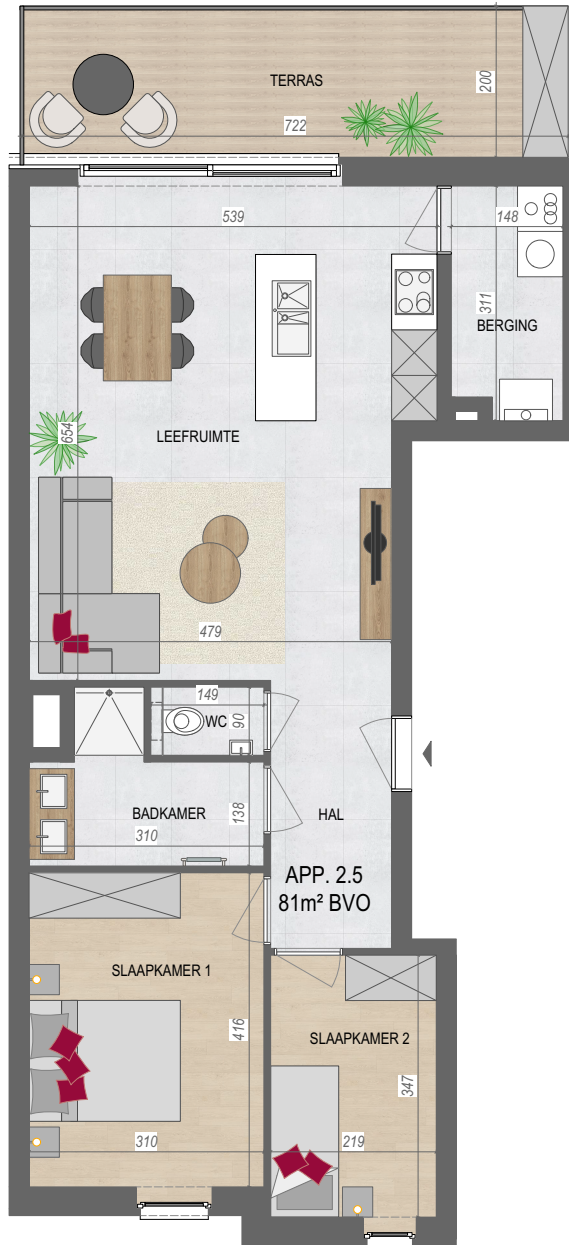 TERRAS
200
722
539
148
311
BERGING
654
LEEFRUIMTE
479
149
WC
90
BADKAMER
138
310
HAL
APP. 2.5
81m² BVO
SLAAPKAMER 1
416
310
SLAAPKAMER 2
347
219